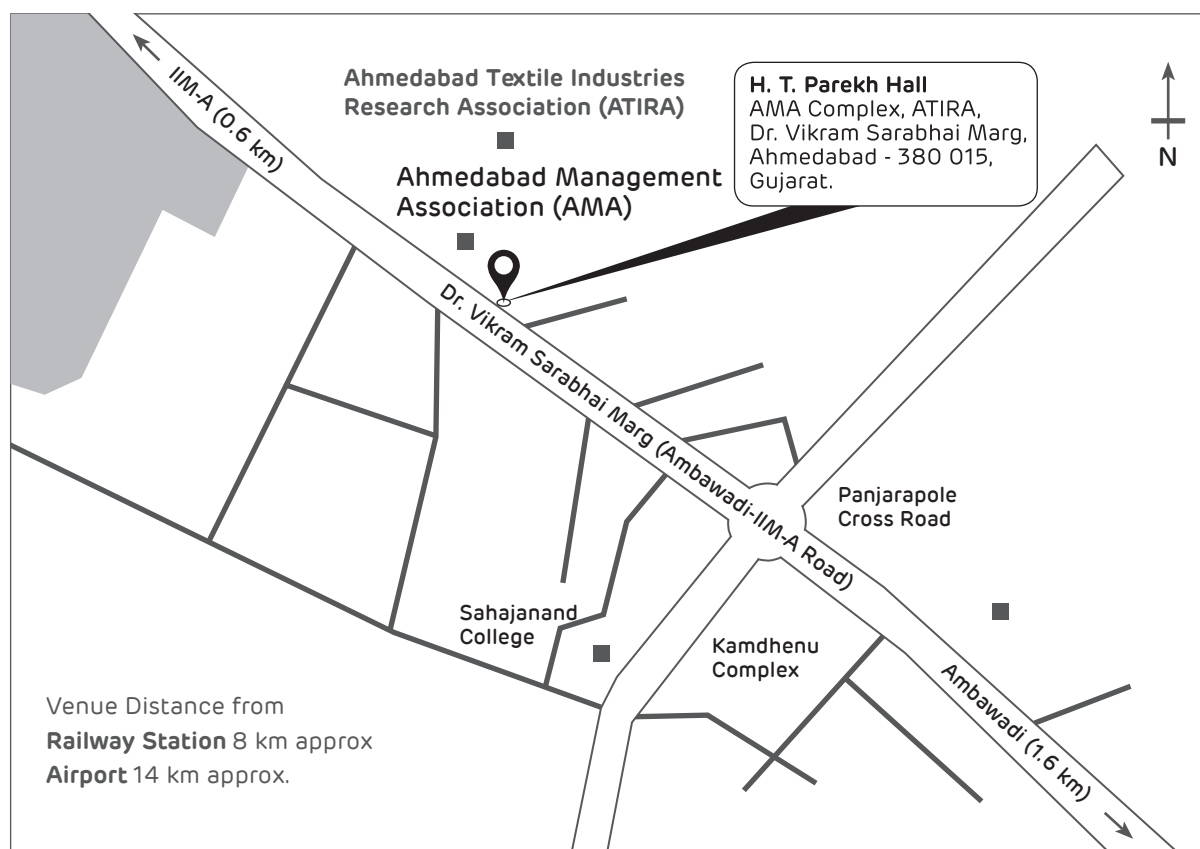 IIM-A (0.6 km)
Ahmedabad Textile Industries
Research Association (ATIRA)
H. T. Parekh Hall
AMA Complex, ATIRA,
Dr. Vikram Sarabhai Marg,
Ahmedabad - 380 015,
Gujarat.
N
Ahmedabad Management
Association (AMA)
Dr. Vikram Sarabhai Marg (Ambawadi-IIM-A Road)
Panjarapole
Cross Road
Sahajanand
College
Kamdhenu
Complex
Ambawadi (1.6 km)
Venue Distance from
Railway Station 8 km approx
Airport 14 km approx.